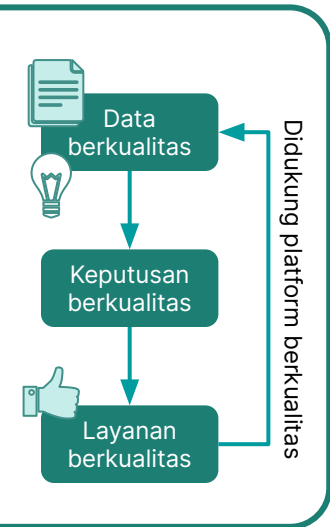 Data
berkualitas
Keputusan
berkualitas
Layanan
berkualitas
Didukung platform berkualitas